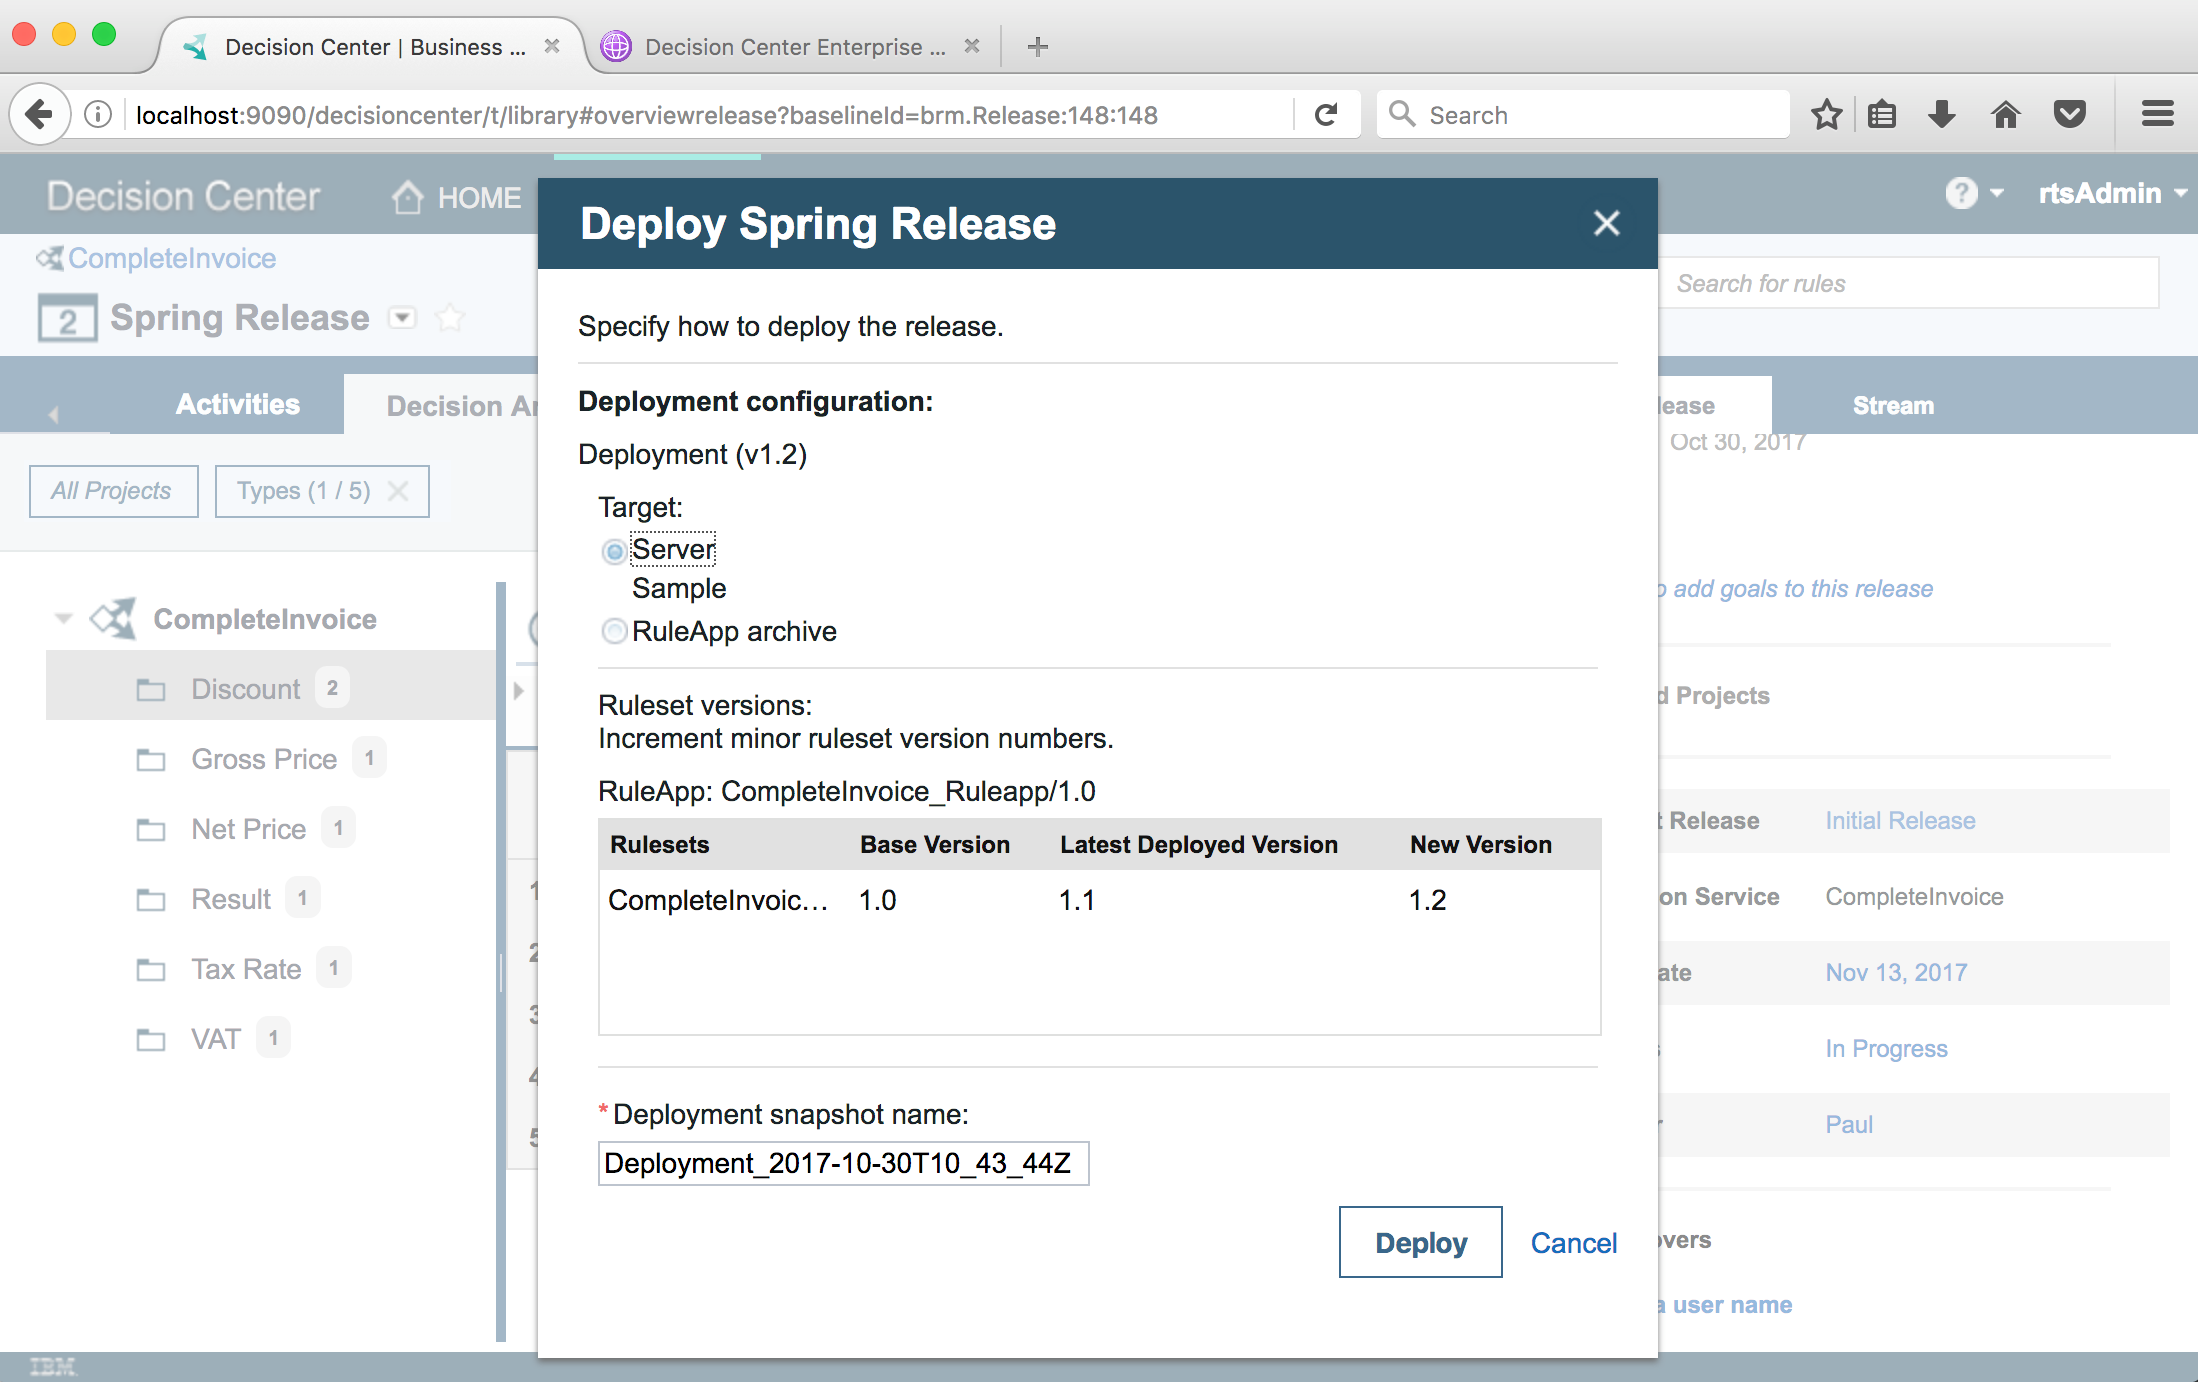 Decision Center | Business ...
Decision Center Enterprise ...
localhost:9090/decisioncenter/t/library#overviewrelease?baselineId=brm.Release:148:148
Search
Decision Center
HOME
rtsAdmin
CompleteInvoice
2 Spring Release
Search for rules
Activities
Decision Ar
lease
Stream
Oct 30, 2017
All Projects
Types (1 / 5)
CompleteInvoice
Discount 2
Gross Price 1
Net Price 1
Result 1
Tax Rate 1
VAT 1
1
2
3
4
5
Deploy Spring Release
Specify how to deploy the release.
Deployment configuration:
Deployment (v1.2)
Target:
Server
Sample
RuleApp archive
Ruleset versions:
Increment minor ruleset version numbers.
RuleApp: CompleteInvoice_Ruleapp/1.0
Rulesets Base Version Latest Deployed Version New Version
CompleteInvoic... 1.0 1.1 1.2
* Deployment snapshot name:
Deployment_2017-10-30T10_43_44Z
Deploy Cancel
o add goals to this release
d Projects
t Release Initial Release
on Service CompleteInvoice
ate Nov 13, 2017
s In Progress
r Paul
overs
a user name
IBM